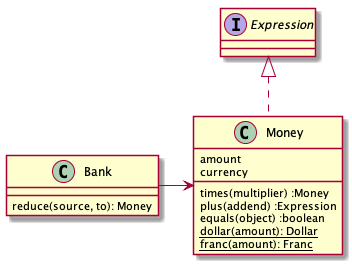 I Expression
C Money
amount
currency
times(multiplier) :Money
plus(addend) :Expression
equals(object) :boolean
dollar(amount): Dollar
franc(amount): Franc
C Bank
reduce(source, to): Money